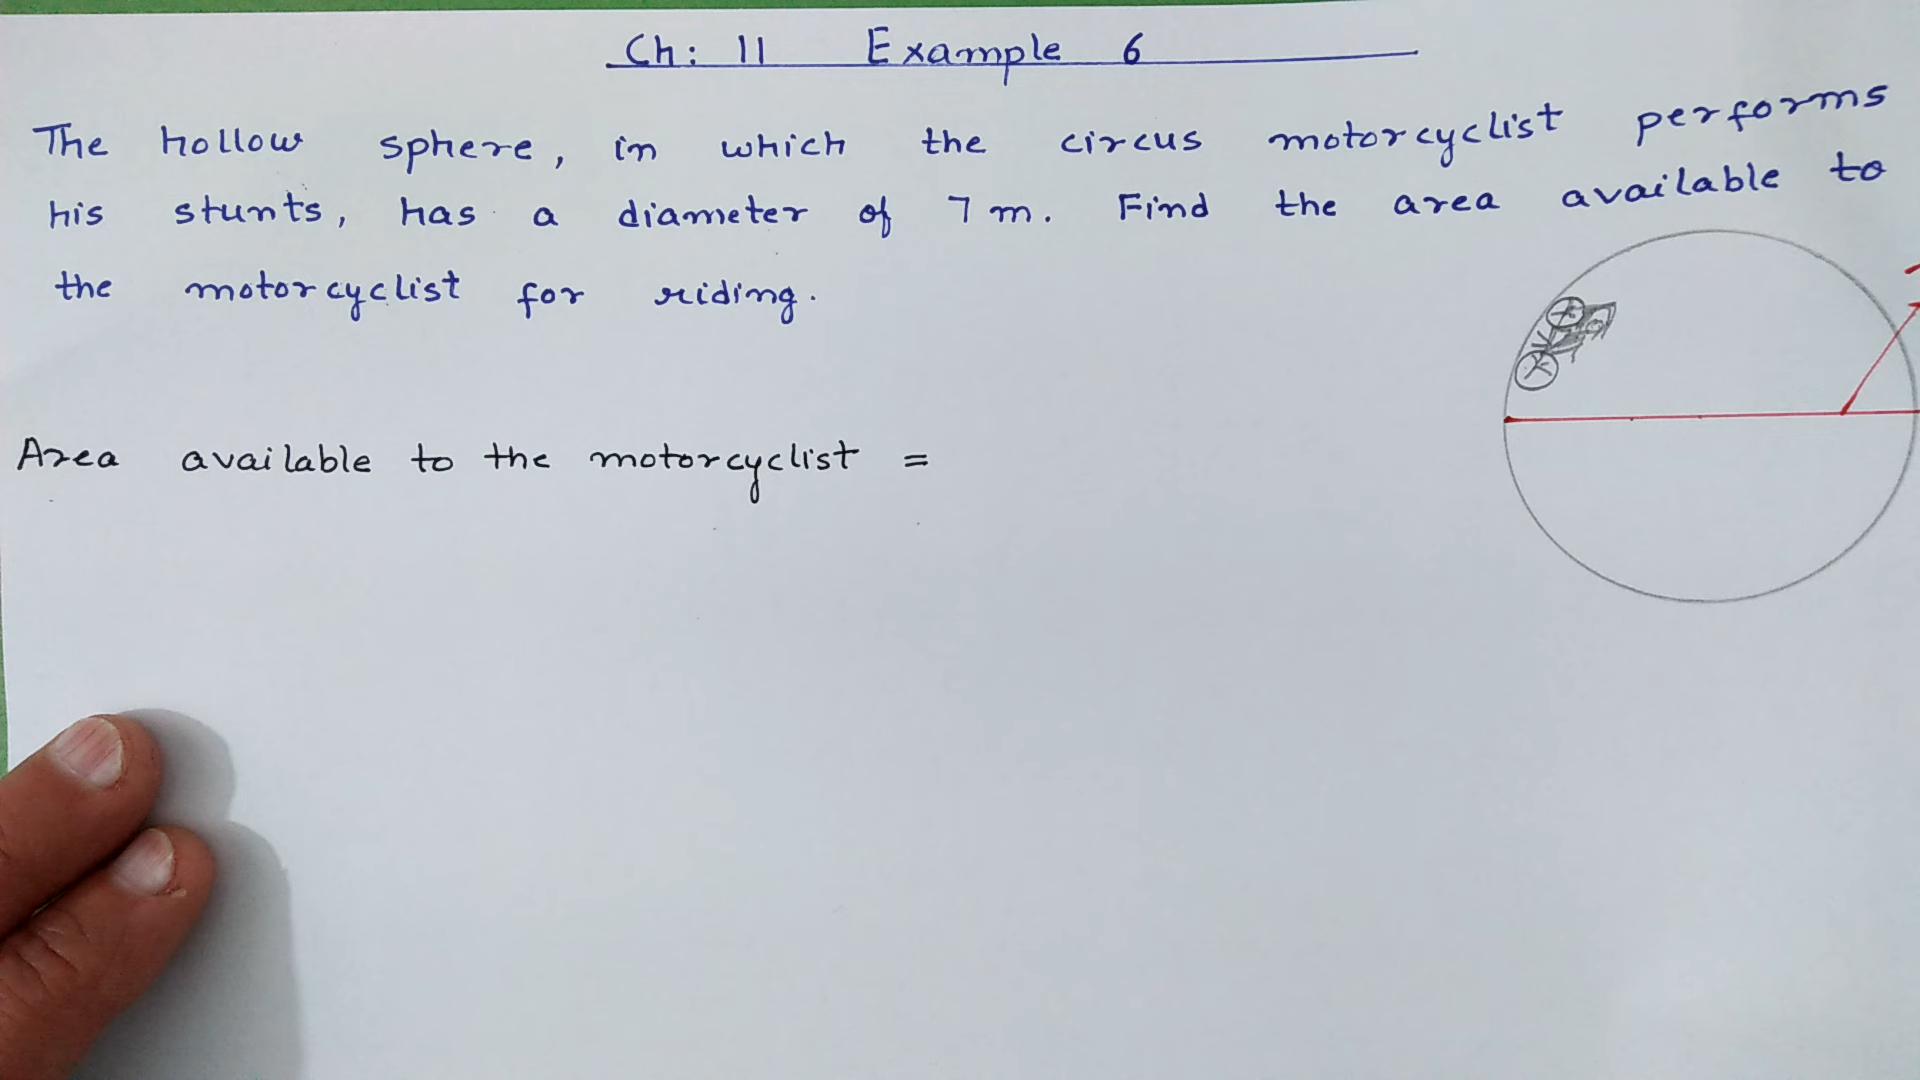 Ch: 11 Example 6
The hollow sphere, in which the circus motorcyclist performs
his stunts, has a diameter of 7 m. Find the area available to
the motorcyclist for riding.
Area available to the motorcyclist =